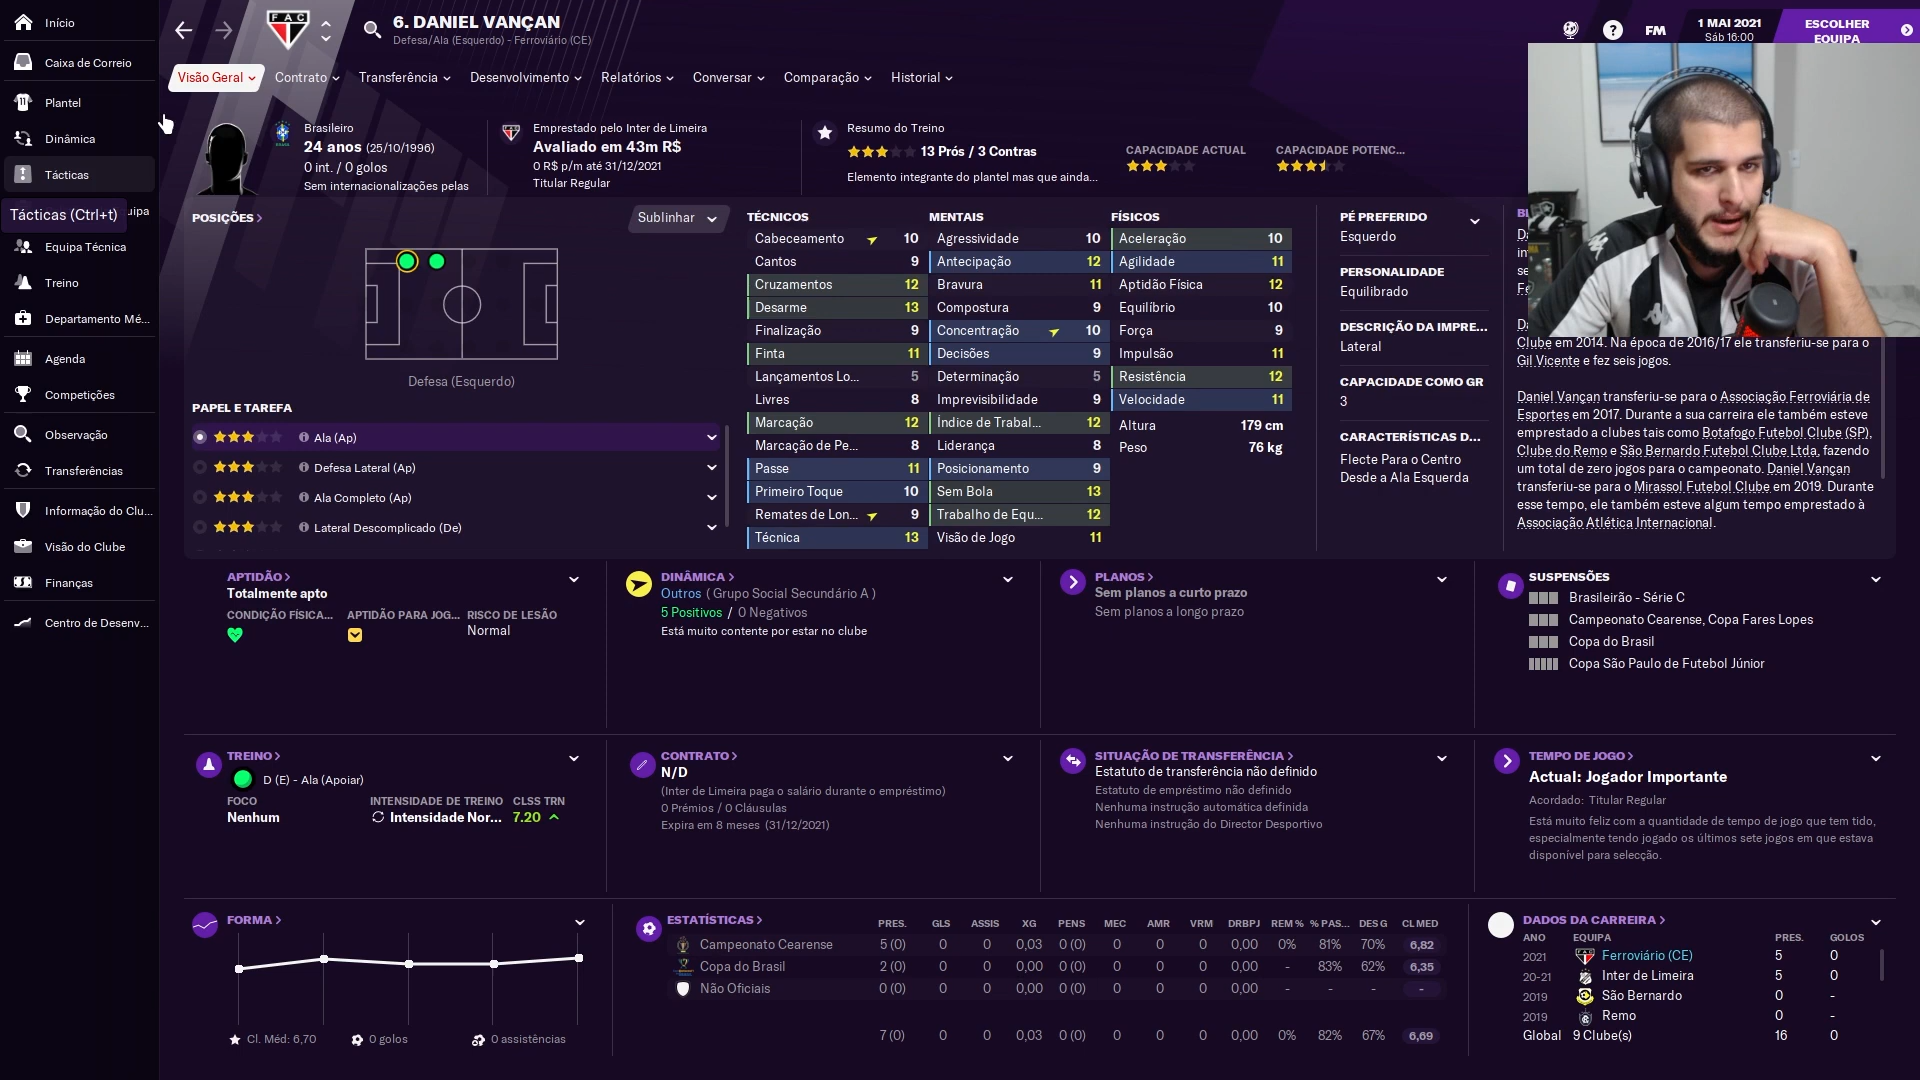 Início
Caixa de Correio
Plantel
Dinâmica
Tácticas
Tácticas (Ctrl+t)
Equipa Técnica
Treino
Departamento Mé...
Agenda
Competições
Observação
Transferências
Informação do Clu...
Visão do Clube
Finanças
Centro de Desenv...
FAC
6. DANIEL VANÇAN
Defesa/Ala (Esquerdo) - Ferroviário (CE)
FM
1 MAI 2021
Sáb 16:00
ESCOLHER EQUIPA
Visão Geral
Contrato
Transferência
Desenvolvimento
Relatórios
Conversar
Comparação
Historial
Brasileiro
24 anos (25/10/1996)
0 int. / 0 golos
Sem internacionalizações pelas
Emprestado pelo Inter de Limeira
Avaliado em 43m R$
0 R$ p/m até 31/12/2021
Titular Regular
Resumo do Treino
13 Prós / 3 Contras
Elemento integrante do plantel mas que ainda...
CAPACIDADE ACTUAL
CAPACIDADE POTENC...
POSIÇÕES
Sublinhar
Defesa (Esquerdo)
PAPEL E TAREFA
Ala (Ap)
Defesa Lateral (Ap)
Ala Completo (Ap)
Lateral Descomplicado (De)
TÉCNICOS
Cabeceamento 10
Cantos 9
Cruzamentos 12
Desarme 13
Finalização 9
Finta 11
Lançamentos Lo... 5
Livres 8
Marcação 12
Marcação de Pe... 8
Passe 11
Primeiro Toque 10
Remates de Lon... 9
Técnica 13
MENTAIS
Agressividade 10
Antecipação 12
Bravura 11
Compostura 9
Concentração 10
Decisões 9
Determinação 5
Imprevisibilidade 9
Índice de Trabal... 12
Liderança 8
Posicionamento 9
Sem Bola 13
Trabalho de Equ... 12
Visão de Jogo 11
FÍSICOS
Aceleração 10
Agilidade 11
Aptidão Física 12
Equilíbrio 10
Força 9
Impulsão 11
Resistência 12
Velocidade 11
Altura 179 cm
Peso 76 kg
PÉ PREFERIDO
Esquerdo
PERSONALIDADE
Equilibrado
DESCRIÇÃO DA IMPRE...
Lateral
CAPACIDADE COMO GR
3
CARACTERÍSTICAS D...
Flecte Para o Centro
Desde a Ala Esquerda
Clube em 2014. Na época de 2016/17 ele transferiu-se para o
Gil Vicente e fez seis jogos.
Daniel Vançan transferiu-se para o Associação Ferroviária de
Esportes em 2017. Durante a sua carreira ele também esteve
emprestado a clubes tais como Botafogo Futebol Clube (SP),
Clube do Remo e São Bernardo Futebol Clube Ltda, fazendo
um total de zero jogos para o campeonato. Daniel Vançan
transferiu-se para o Mirassol Futebol Clube em 2019. Durante
esse tempo, ele também esteve algum tempo emprestado à
Associação Atlética Internacional.
APTIDÃO
Totalmente apto
CONDIÇÃO FÍSICA... APTIDÃO PARA JOG... RISCO DE LESÃO
Normal
DINÂMICA
Outros ( Grupo Social Secundário A )
5 Positivos / 0 Negativos
Está muito contente por estar no clube
PLANOS
Sem planos a curto prazo
Sem planos a longo prazo
SUSPENSÕES
Brasileirão - Série C
Campeonato Cearense, Copa Fares Lopes
Copa do Brasil
Copa São Paulo de Futebol Júnior
TREINO
D (E) - Ala (Apoiar)
FOCO INTENSIDADE DE TREINO CLSS TRN
Nenhum Intensidade Nor... 7.20
CONTRATO
N/D
(Inter de Limeira paga o salário durante o empréstimo)
0 Prémios / 0 Cláusulas
Expira em 8 meses (31/12/2021)
SITUAÇÃO DE TRANSFERÊNCIA
Estatuto de transferência não definido
Estatuto de empréstimo não definido
Nenhuma instrução automática definida
Nenhuma instrução do Director Desportivo
TEMPO DE JOGO
Actual: Jogador Importante
Acordado: Titular Regular
Está muito feliz com a quantidade de tempo de jogo que tem tido,
especialmente tendo jogado os últimos sete jogos em que estava
disponível para selecção.
FORMA
Cl. Méd: 6,70 0 golos 0 assistências
ESTATÍSTICAS PRES. GLS ASSIS XG PENS MEC AMR VRM DRBPJ REM % % PAS... DES G CL MED
Campeonato Cearense 5 (0) 0 0 0,03 0 (0) 0 0 0 0,00 0% 81% 70% 6,82
Copa do Brasil 2 (0) 0 0 0,00 0 (0) 0 0 0 0,00 - 83% 62% 6,35
Não Oficiais 0 (0) 0 0 0,00 0 (0) 0 0 0 0,00 - - - -
7 (0) 0 0 0,03 0 (0) 0 0 0 0,00 0% 82% 67% 6,69
DADOS DA CARREIRA
ANO EQUIPA PRES. GOLOS
2021 Ferroviário (CE) 5 0
20-21 Inter de Limeira 5 0
2019 São Bernardo 0 -
2019 Remo 0 -
Global 9 Clube(s) 16 0